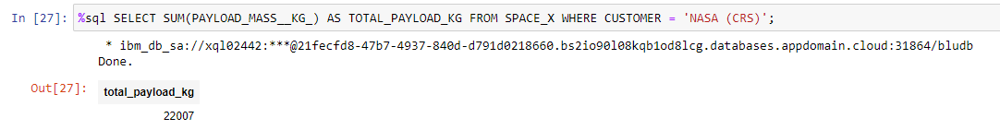 In [27]: %sql SELECT SUM(PAYLOAD_MASS__KG_) AS TOTAL_PAYLOAD_KG FROM SPACE_X WHERE CUSTOMER = 'NASA (CRS)';
* ibm_db_sa://xql02442:***@21fecfd8-47b7-4937-840d-d791d0218660.bs2io90l08kqb1od8lcg.databases.appdomain.cloud:31864/bludb
Done.
Out[27]: total_payload_kg
22007